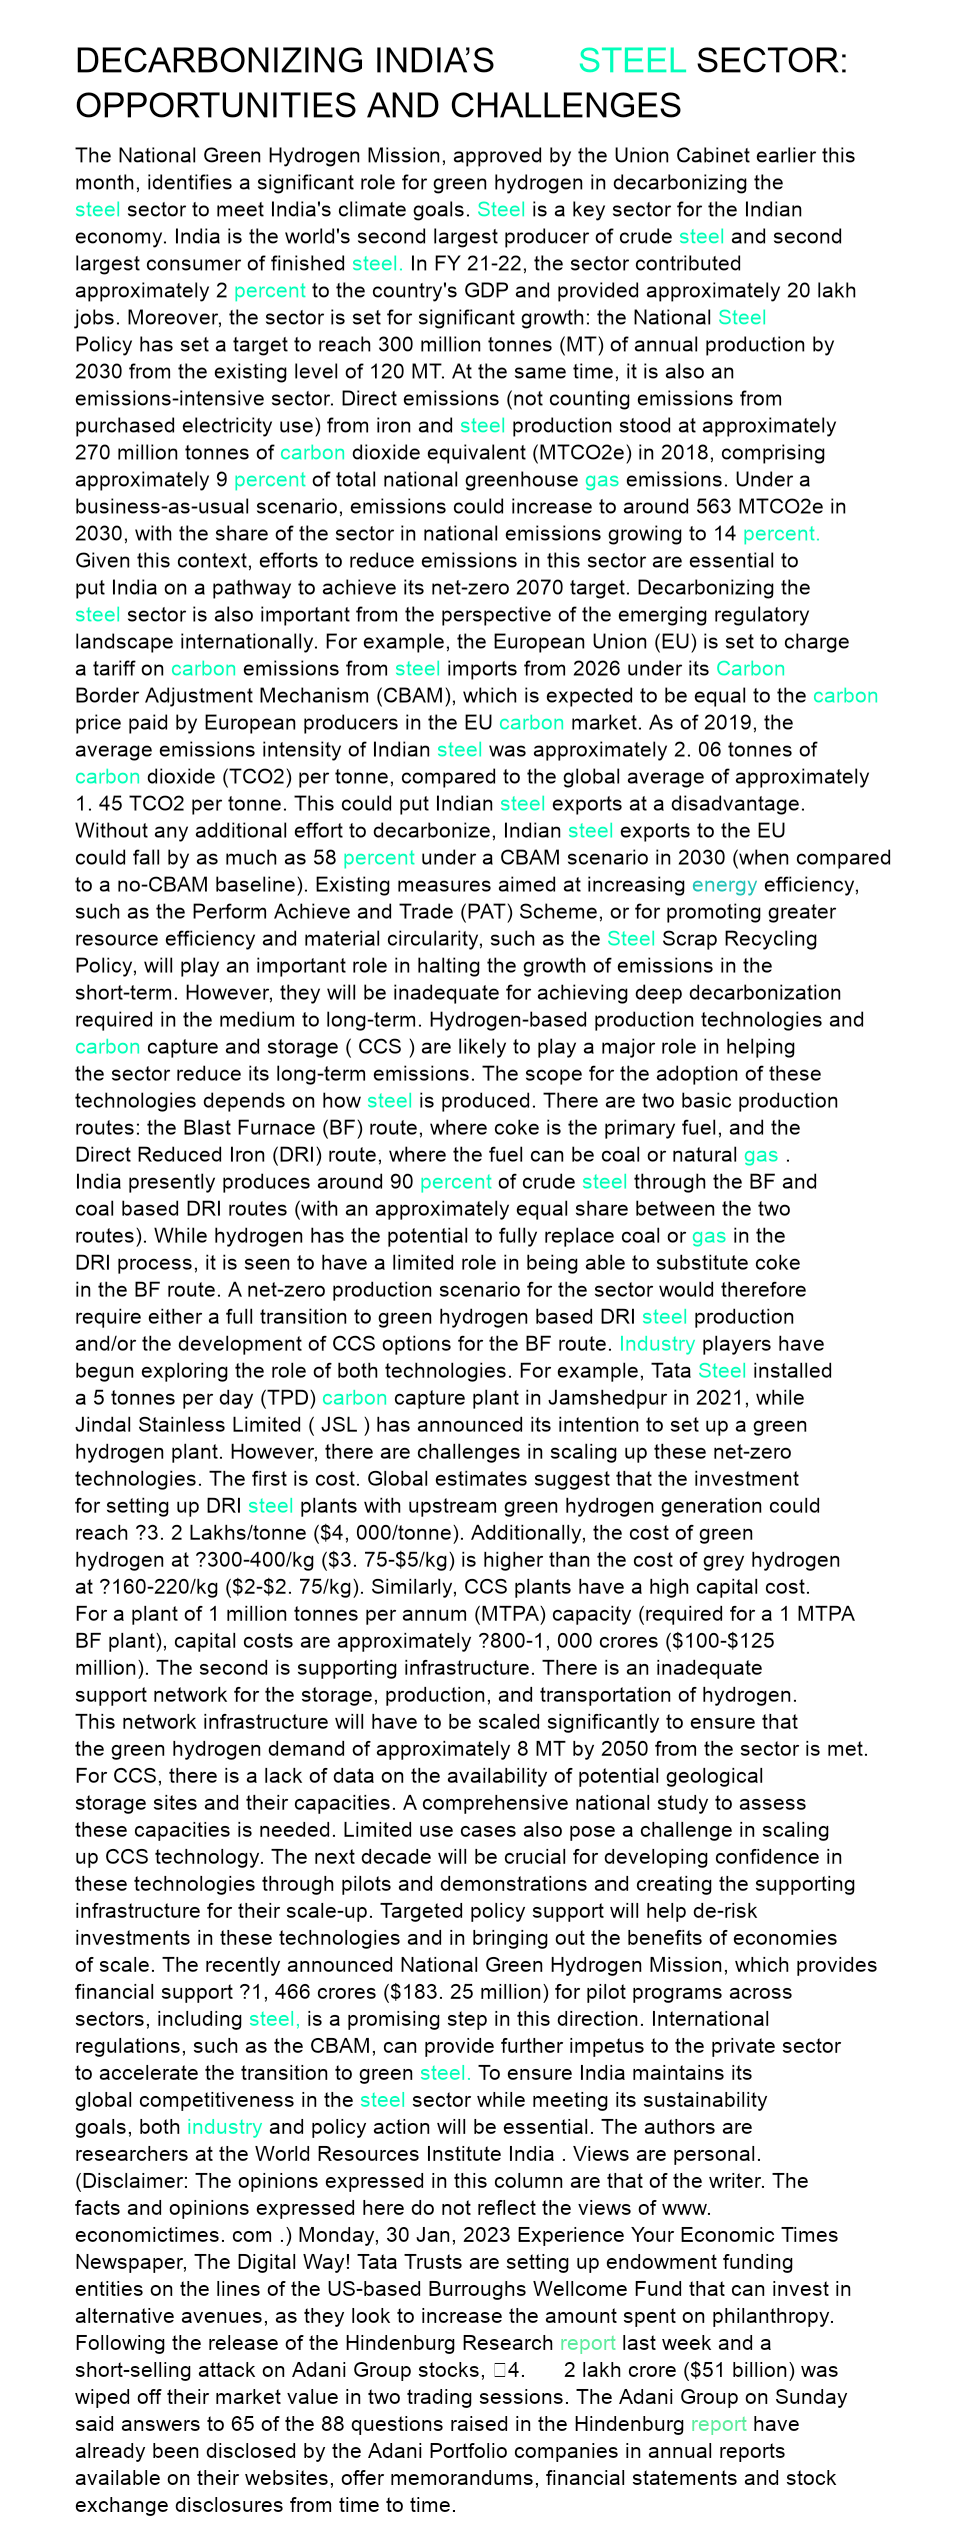 DECARBONIZING INDIA’S STEEL SECTOR:
OPPORTUNITIES AND CHALLENGES
The National Green Hydrogen Mission, approved by the Union Cabinet earlier this
month, identifies a significant role for green hydrogen in decarbonizing the
steel sector to meet India's climate goals. Steel is a key sector for the Indian
economy. India is the world's second largest producer of crude steel and second
largest consumer of finished steel. In FY 21-22, the sector contributed
approximately 2 percent to the country's GDP and provided approximately 20 lakh
jobs. Moreover, the sector is set for significant growth: the National Steel
Policy has set a target to reach 300 million tonnes (MT) of annual production by
2030 from the existing level of 120 MT. At the same time, it is also an
emissions-intensive sector. Direct emissions (not counting emissions from
purchased electricity use) from iron and steel production stood at approximately
270 million tonnes of carbon dioxide equivalent (MTCO2e) in 2018, comprising
approximately 9 percent of total national greenhouse gas emissions. Under a
business-as-usual scenario, emissions could increase to around 563 MTCO2e in
2030, with the share of the sector in national emissions growing to 14 percent.
Given this context, efforts to reduce emissions in this sector are essential to
put India on a pathway to achieve its net-zero 2070 target. Decarbonizing the
steel sector is also important from the perspective of the emerging regulatory
landscape internationally. For example, the European Union (EU) is set to charge
a tariff on carbon emissions from steel imports from 2026 under its Carbon
Border Adjustment Mechanism (CBAM), which is expected to be equal to the carbon
price paid by European producers in the EU carbon market. As of 2019, the
average emissions intensity of Indian steel was approximately 2. 06 tonnes of
carbon dioxide (TCO2) per tonne, compared to the global average of approximately
1. 45 TCO2 per tonne. This could put Indian steel exports at a disadvantage.
Without any additional effort to decarbonize, Indian steel exports to the EU
could fall by as much as 58 percent under a CBAM scenario in 2030 (when compared
to a no-CBAM baseline). Existing measures aimed at increasing energy efficiency,
such as the Perform Achieve and Trade (PAT) Scheme, or for promoting greater
resource efficiency and material circularity, such as the Steel Scrap Recycling
Policy, will play an important role in halting the growth of emissions in the
short-term. However, they will be inadequate for achieving deep decarbonization
required in the medium to long-term. Hydrogen-based production technologies and
carbon capture and storage ( CCS ) are likely to play a major role in helping
the sector reduce its long-term emissions. The scope for the adoption of these
technologies depends on how steel is produced. There are two basic production
routes: the Blast Furnace (BF) route, where coke is the primary fuel, and the
Direct Reduced Iron (DRI) route, where the fuel can be coal or natural gas .
India presently produces around 90 percent of crude steel through the BF and
coal based DRI routes (with an approximately equal share between the two
routes). While hydrogen has the potential to fully replace coal or gas in the
DRI process, it is seen to have a limited role in being able to substitute coke
in the BF route. A net-zero production scenario for the sector would therefore
require either a full transition to green hydrogen based DRI steel production
and/or the development of CCS options for the BF route. Industry players have
begun exploring the role of both technologies. For example, Tata Steel installed
a 5 tonnes per day (TPD) carbon capture plant in Jamshedpur in 2021, while
Jindal Stainless Limited ( JSL ) has announced its intention to set up a green
hydrogen plant. However, there are challenges in scaling up these net-zero
technologies. The first is cost. Global estimates suggest that the investment
for setting up DRI steel plants with upstream green hydrogen generation could
reach ?3. 2 Lakhs/tonne ($4, 000/tonne). Additionally, the cost of green
hydrogen at ?300-400/kg ($3. 75-$5/kg) is higher than the cost of grey hydrogen
at ?160-220/kg ($2-$2. 75/kg). Similarly, CCS plants have a high capital cost.
For a plant of 1 million tonnes per annum (MTPA) capacity (required for a 1 MTPA
BF plant), capital costs are approximately ?800-1, 000 crores ($100-$125
million). The second is supporting infrastructure. There is an inadequate
support network for the storage, production, and transportation of hydrogen.
This network infrastructure will have to be scaled significantly to ensure that
the green hydrogen demand of approximately 8 MT by 2050 from the sector is met.
For CCS, there is a lack of data on the availability of potential geological
storage sites and their capacities. A comprehensive national study to assess
these capacities is needed. Limited use cases also pose a challenge in scaling
up CCS technology. The next decade will be crucial for developing confidence in
these technologies through pilots and demonstrations and creating the supporting
infrastructure for their scale-up. Targeted policy support will help de-risk
investments in these technologies and in bringing out the benefits of economies
of scale. The recently announced National Green Hydrogen Mission, which provides
financial support ?1, 466 crores ($183. 25 million) for pilot programs across
sectors, including steel, is a promising step in this direction. International
regulations, such as the CBAM, can provide further impetus to the private sector
to accelerate the transition to green steel. To ensure India maintains its
global competitiveness in the steel sector while meeting its sustainability
goals, both industry and policy action will be essential. The authors are
researchers at the World Resources Institute India . Views are personal.
(Disclaimer: The opinions expressed in this column are that of the writer. The
facts and opinions expressed here do not reflect the views of www.
economictimes. com .) Monday, 30 Jan, 2023 Experience Your Economic Times
Newspaper, The Digital Way! Tata Trusts are setting up endowment funding
entities on the lines of the US-based Burroughs Wellcome Fund that can invest in
alternative avenues, as they look to increase the amount spent on philanthropy.
Following the release of the Hindenburg Research report last week and a
short-selling attack on Adani Group stocks, □4. 2 lakh crore ($51 billion) was
wiped off their market value in two trading sessions. The Adani Group on Sunday
said answers to 65 of the 88 questions raised in the Hindenburg report have
already been disclosed by the Adani Portfolio companies in annual reports
available on their websites, offer memorandums, financial statements and stock
exchange disclosures from time to time.